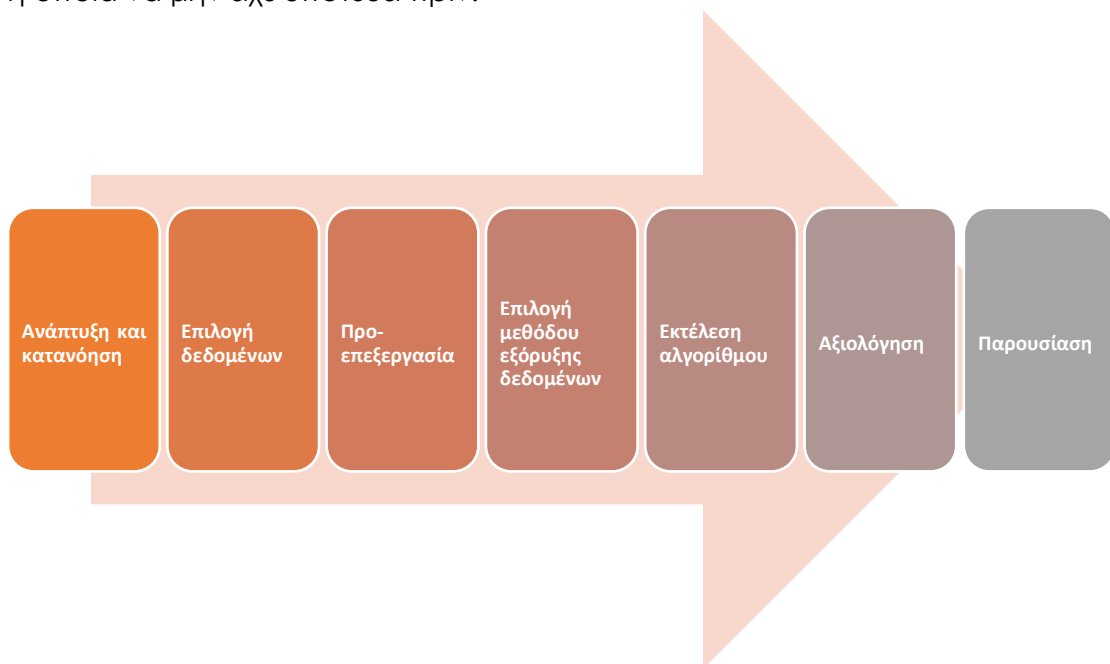 Ανάπτυξη και
κατανόηση
Επιλογή
δεδομένων
Προ-
επεξεργασία
Επιλογή
μεθόδου
εξόρυξης
δεδομένων
Εκτέλεση
αλγορίθμου
Αξιολόγηση
Παρουσίαση